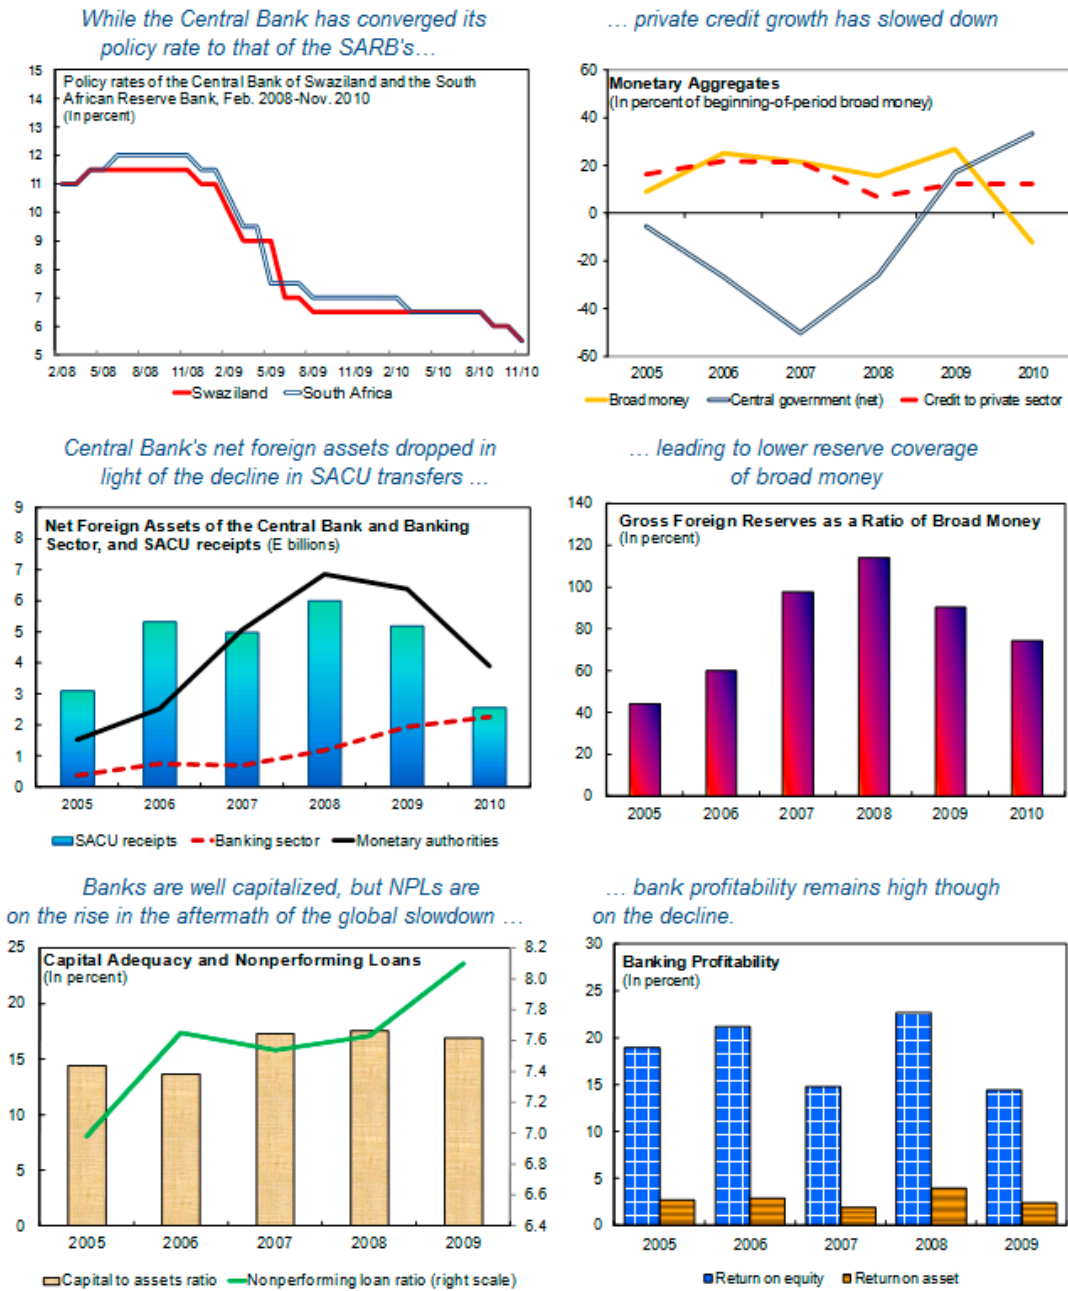 While the Central Bank has converged its
policy rate to that of the SARB's…
15
14
13
12
11
10
9
8
7
6
5
Policy rates of the Central Bank of Swaziland and the South
African Reserve Bank, Feb. 2008-Nov. 2010
(In percent)
2/08 5/08 8/08 11/08 2/09 5/09 8/09 11/09 2/10 5/10 8/10 11/10
Swaziland South Africa
… private credit growth has slowed down
60
40
20
0
-20
-40
-60
Monetary Aggregates
(In percent of beginning-of-period broad money)
2005 2006 2007 2008 2009 2010
Broad money Central government (net) Credit to private sector
Central Bank's net foreign assets dropped in
light of the decline in SACU transfers …
9
8
7
6
5
4
3
2
1
0
Net Foreign Assets of the Central Bank and Banking
Sector, and SACU receipts (E billions)
2005 2006 2007 2008 2009 2010
SACU receipts Banking sector Monetary authorities
… leading to lower reserve coverage
of broad money
140
120
100
80
60
40
20
0
Gross Foreign Reserves as a Ratio of Broad Money
(In percent)
2005 2006 2007 2008 2009 2010
Banks are well capitalized, but NPLs are
on the rise in the aftermath of the global slowdown …
25
20
15
10
5
0
Capital Adequacy and Nonperforming Loans
(In percent)
8.2
8.0
7.8
7.6
7.4
7.2
7.0
6.8
6.6
6.4
2005 2006 2007 2008 2009
Capital to assets ratio Nonperforming loan ratio (right scale)
… bank profitability remains high though
on the decline.
30
25
20
15
10
5
0
Banking Profitability
(In percent)
2005 2006 2007 2008 2009
Return on equity Return on asset